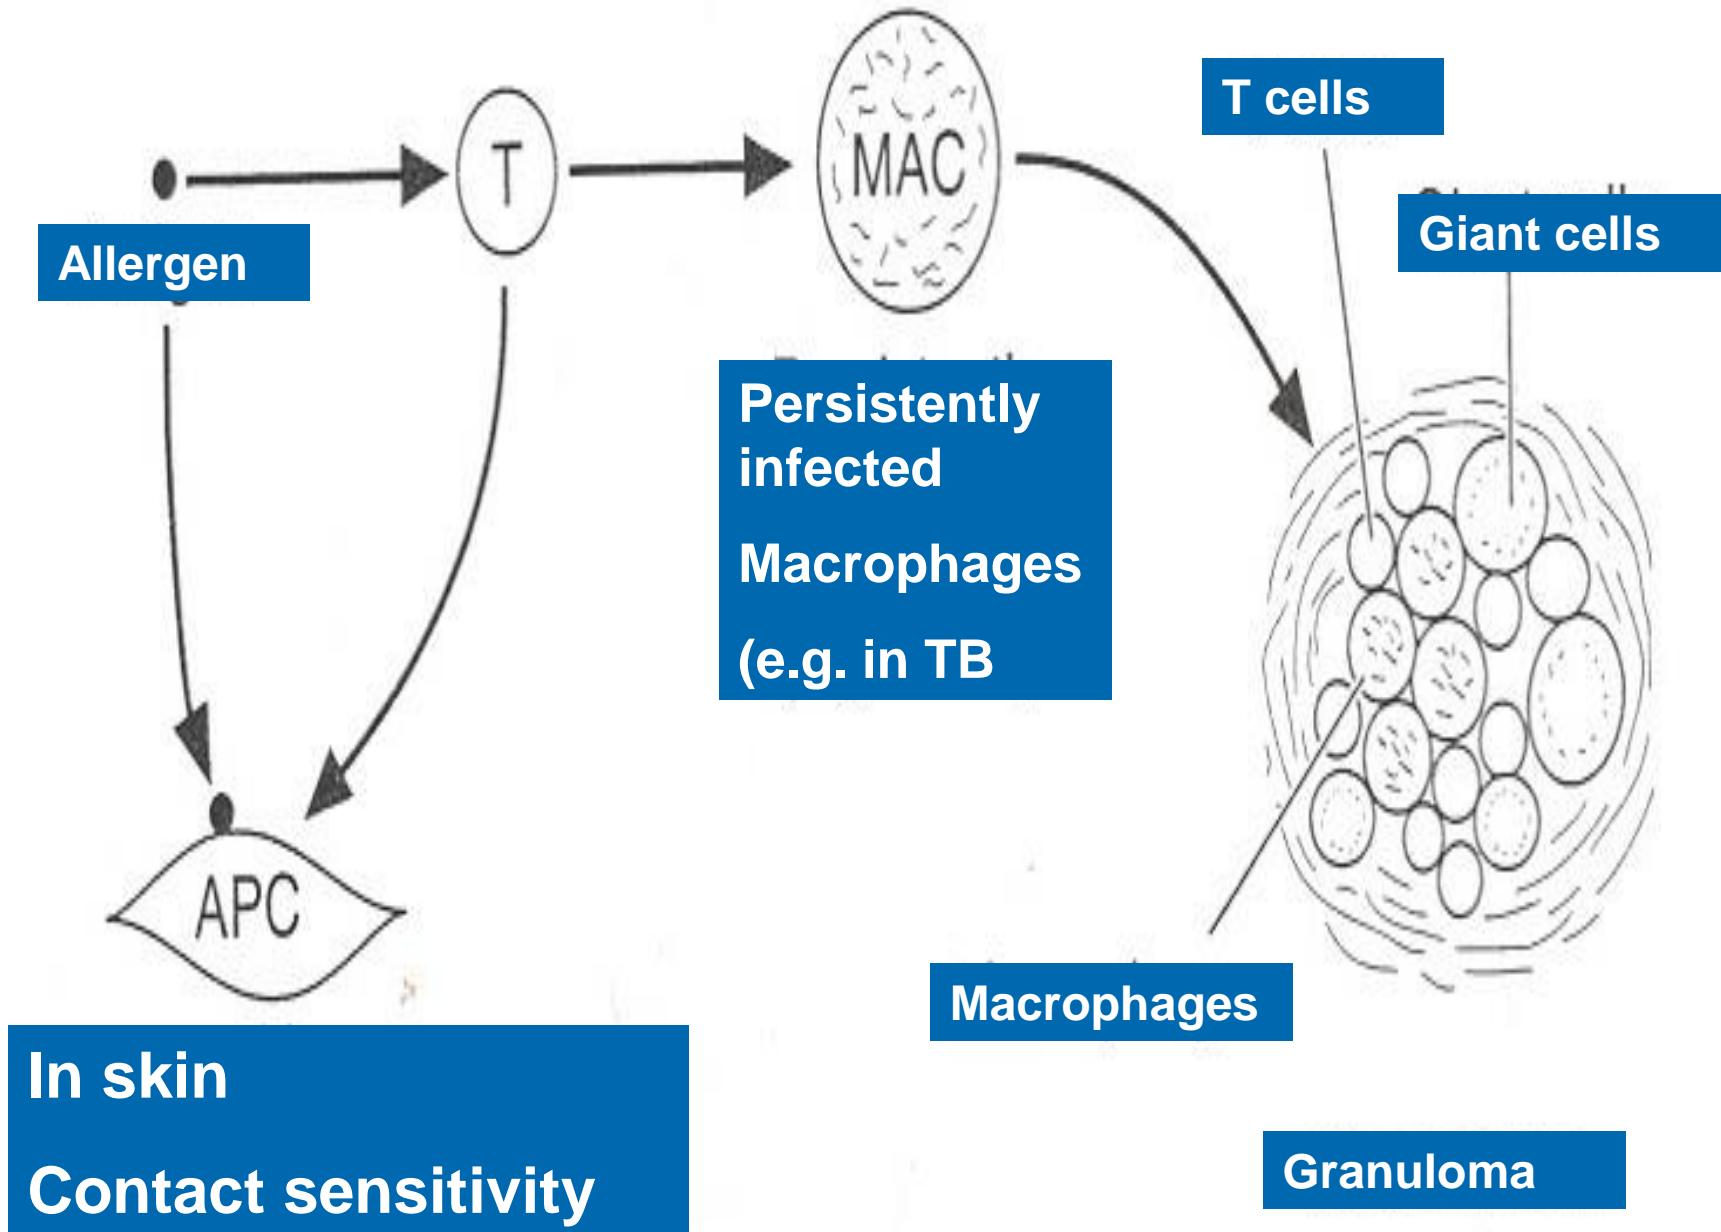 T cells
T
MAC
Giant cells
Allergen
Persistently
infected
Macrophages
(e.g. in TB
APC
Macrophages
In skin
Contact sensitivity
Granuloma